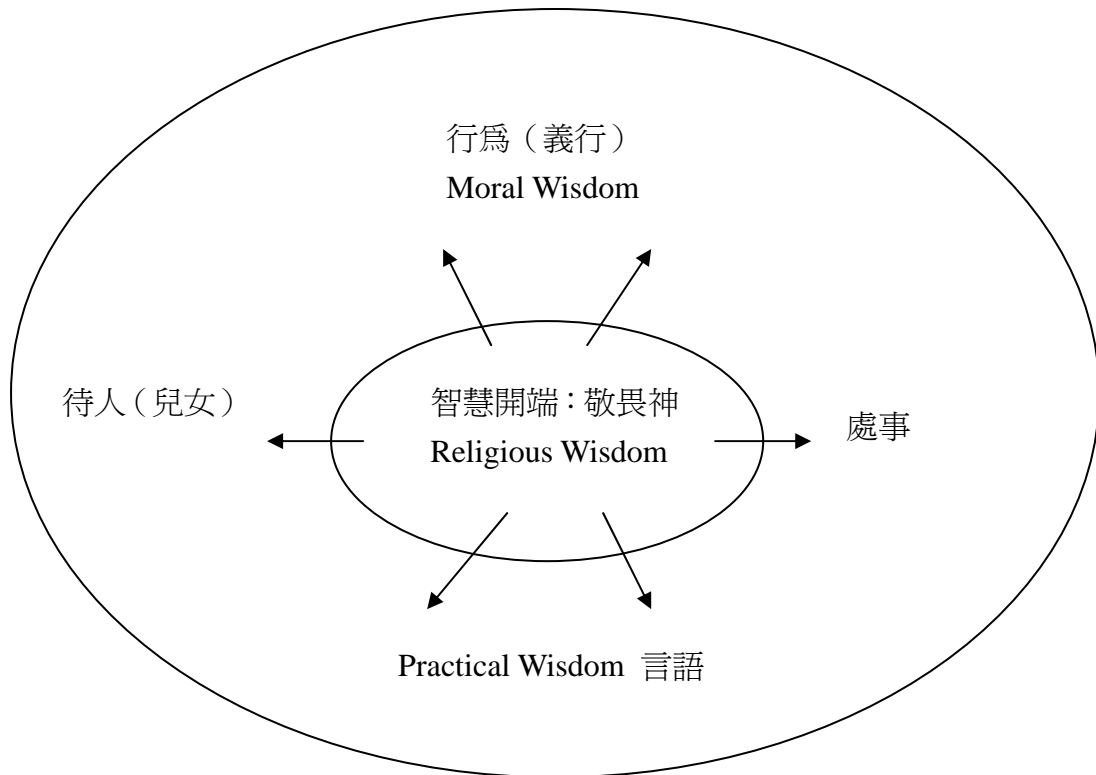 行爲（義行）
Moral Wisdom
待人（兒女）
智慧開端：敬畏神
Religious Wisdom
處事
Practical Wisdom 言語